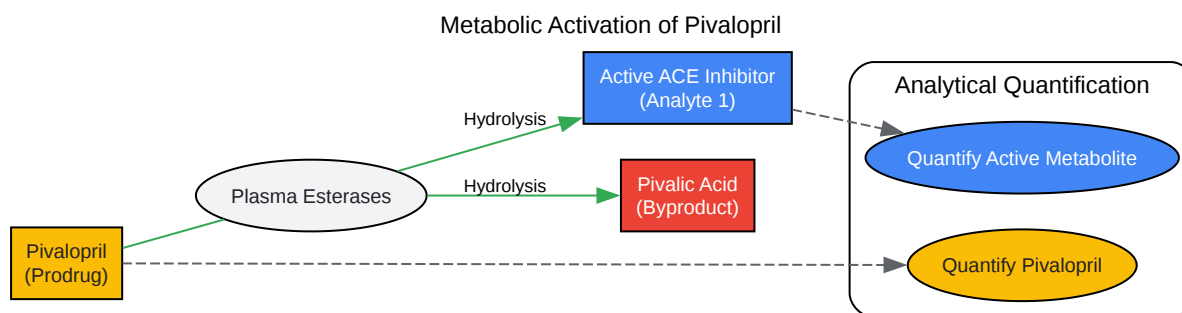 Metabolic Activation of Pivalopril
Active ACE Inhibitor
(Analyte 1)
Analytical Quantification
Hydrolysis
Quantify Active Metabolite
Plasma Esterases
Hydrolysis
Pivalic Acid
(Byproduct)
Pivalopril
(Prodrug)
Quantify Pivalopril